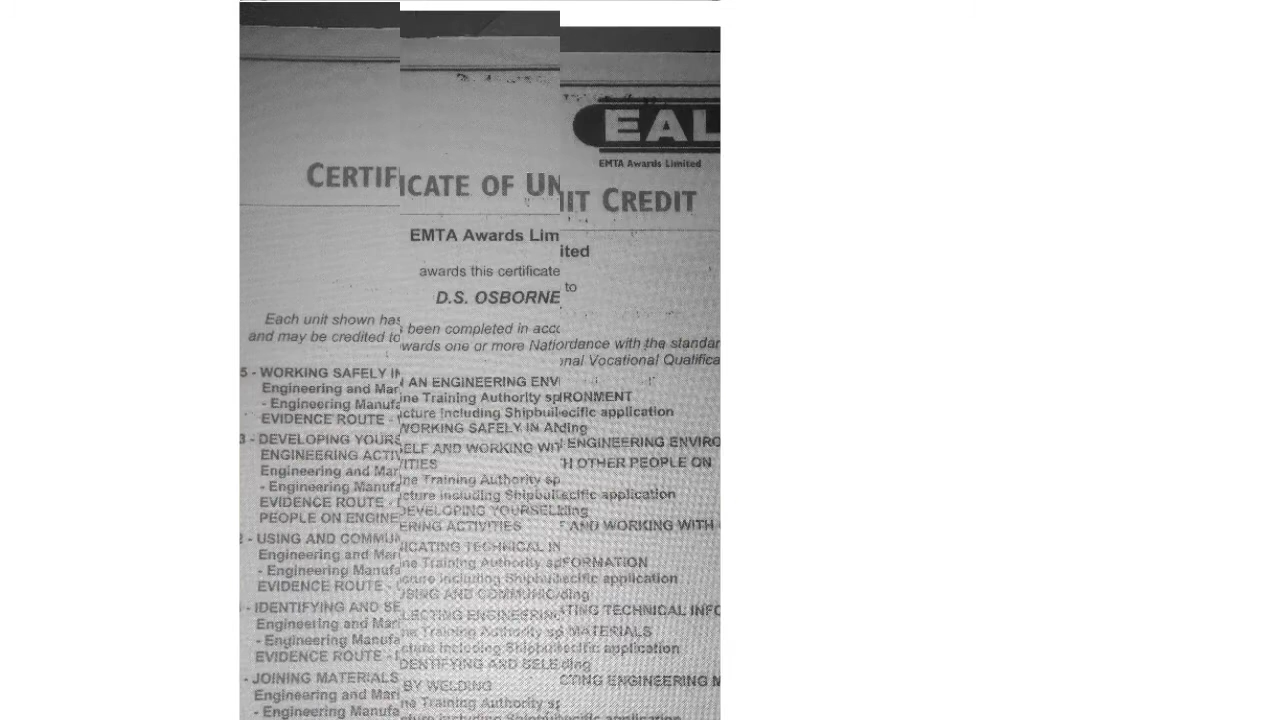 EAL
EMTA Awards Limited
CERTIFICATE OF UNIT CREDIT
EMTA Awards Limited
awards this certificate to
D.S. OSBORNE
Each unit shown has been completed in accordance with the standar
and may be credited towards one or more National Vocational Qualifica
5 - WORKING SAFELY IN AN ENGINEERING ENVIRONMENT
Engineering and Marine Training Authority specific application
- Engineering Manufacture Including Shipbuilding
EVIDENCE ROUTE - WORKING SAFELY IN AN ENGINEERING ENVIRO
3 - DEVELOPING YOURSELF AND WORKING WITH OTHER PEOPLE ON
ENGINEERING ACTIVITIES
Engineering and Marine Training Authority specific application
- Engineering Manufacture including Shipbuilding
EVIDENCE ROUTE - DEVELOPING YOURSELF AND WORKING WITH
PEOPLE ON ENGINEERING ACTIVITIES
- USING AND COMMUNICATING TECHNICAL INFORMATION
Engineering and Marine Training Authority specific application
- Engineering Manufacture including Shipbuilding
EVIDENCE ROUTE - USING AND COMMUNICATING TECHNICAL INFO
- IDENTIFYING AND SELECTING ENGINEERING MATERIALS
Engineering and Marine Training Authority specific application
- Engineering Manufacture including Shipbuilding
EVIDENCE ROUTE - IDENTIFYING AND SELECTING ENGINEERING M
- JOINING MATERIALS BY WELDING
Engineering and Marine Training Authority specific application
- Engineering Manufacture including Shipbuilding